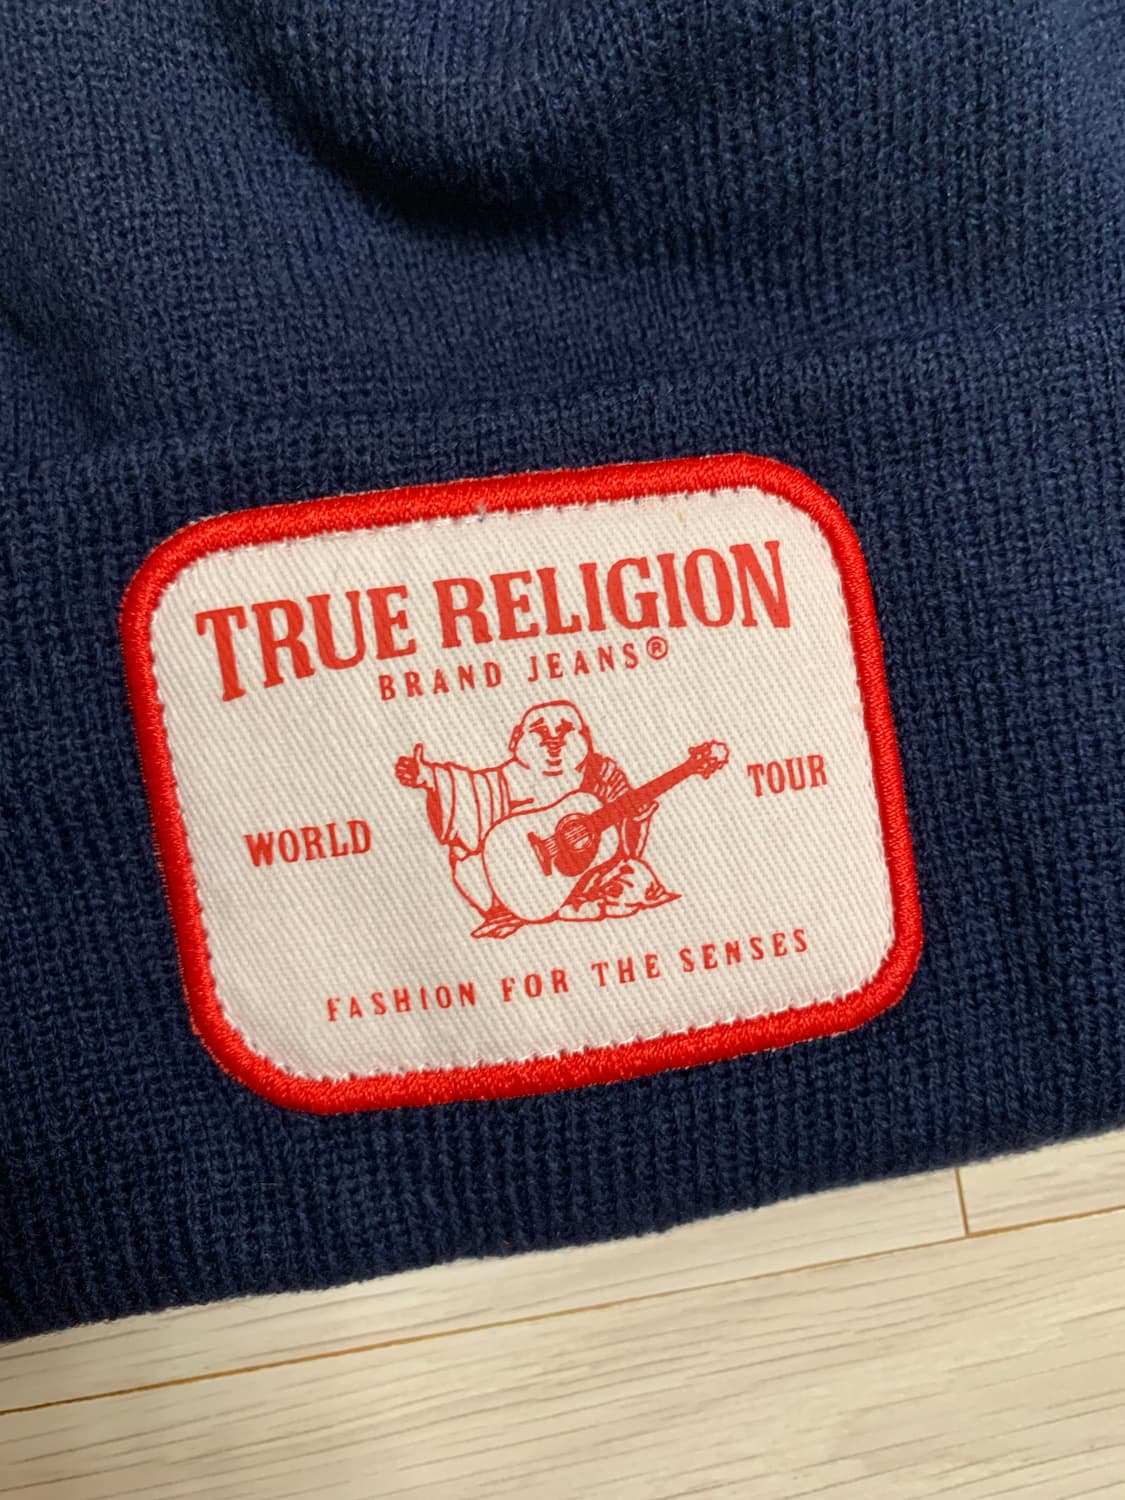 TRUE RELIGION
BRAND JEANS®
WORLD TOUR
FASHION FOR THE SENSES